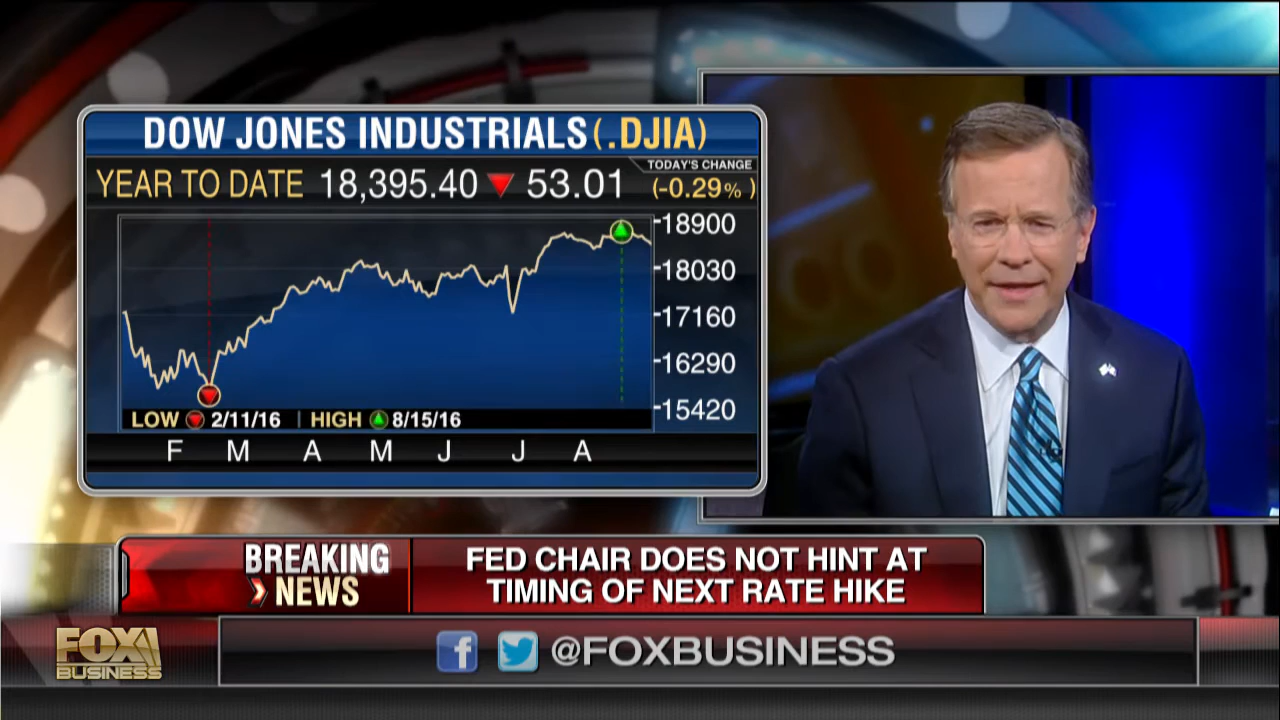 DOW JONES INDUSTRIALS (.DJIA)
TODAY'S CHANGE
YEAR TO DATE 18,395.40 ▼ 53.01 (-0.29%)
18900
18030
17160
16290
15420
LOW ▼ 2/11/16 | HIGH ▲ 8/15/16
F M A M J J A
BREAKING
NEWS
FED CHAIR DOES NOT HINT AT
TIMING OF NEXT RATE HIKE
FOX
BUSINESS
f @FOXBUSINESS